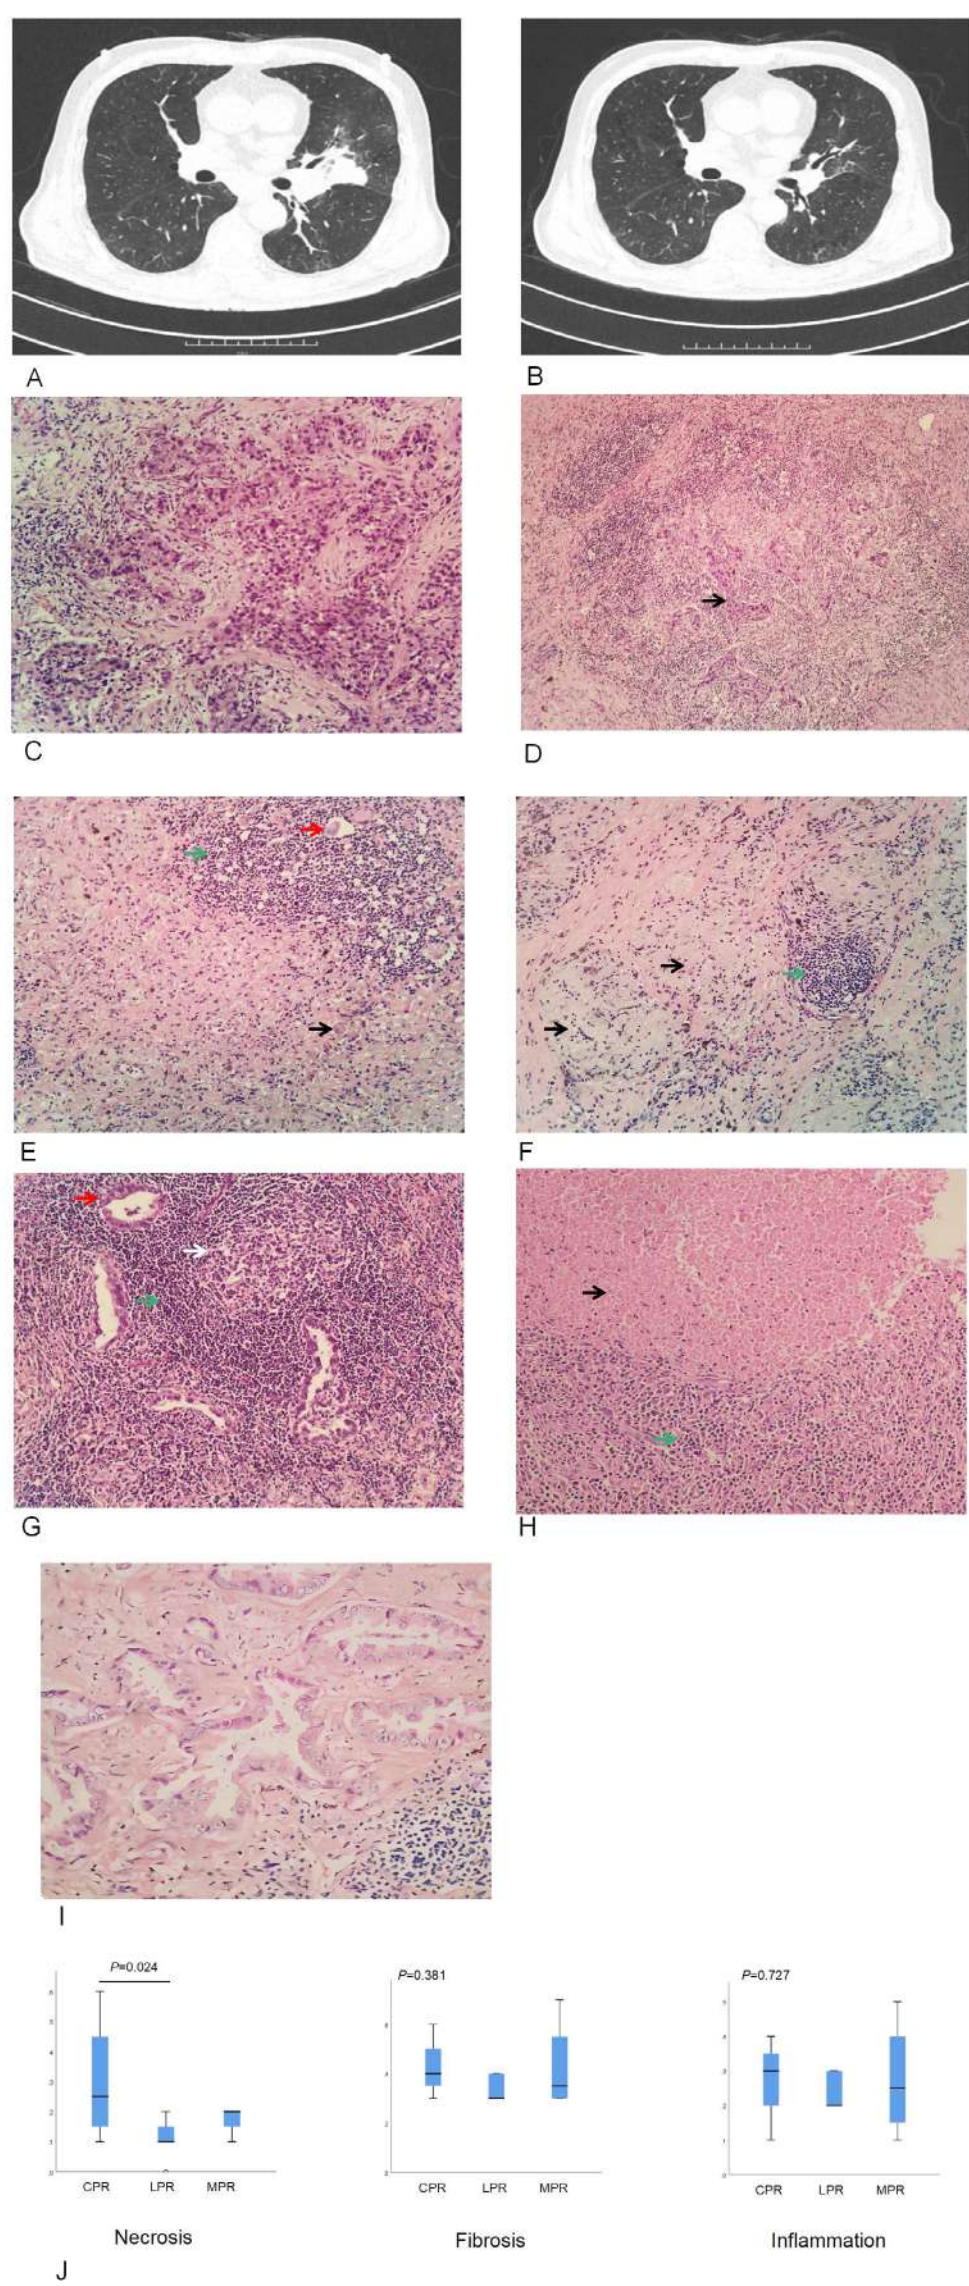 A
B
C
D
E
F
G
H
I
P=0.024
P=0.381
P=0.727
CPR LPR MPR
CPR LPR MPR
CPR LPR MPR
Necrosis
Fibrosis
Inflammation
J